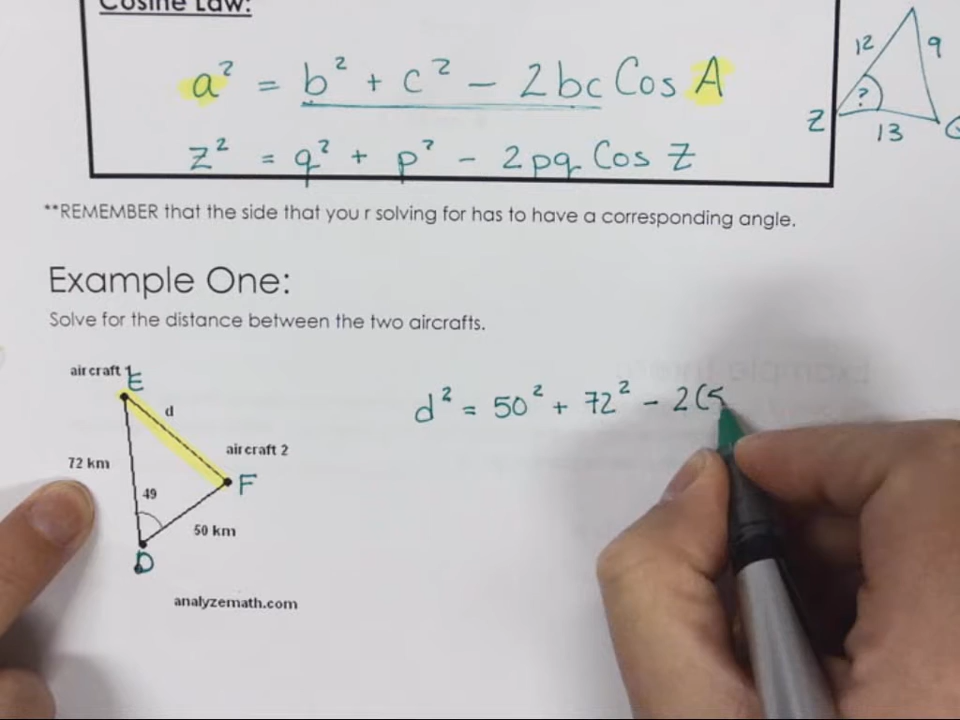 Cosine Law:
a² = b² + c² - 2bc Cos A
z² = q² + p² - 2pq Cos Z
12
9
?
Z
13
**REMEMBER that the side that you r solving for has to have a corresponding angle.
Example One:
Solve for the distance between the two aircrafts.
aircraft 1
E
d
72 km
aircraft 2
F
49
50 km
D
d² = 50² + 72² - 2(5
analyzemath.com